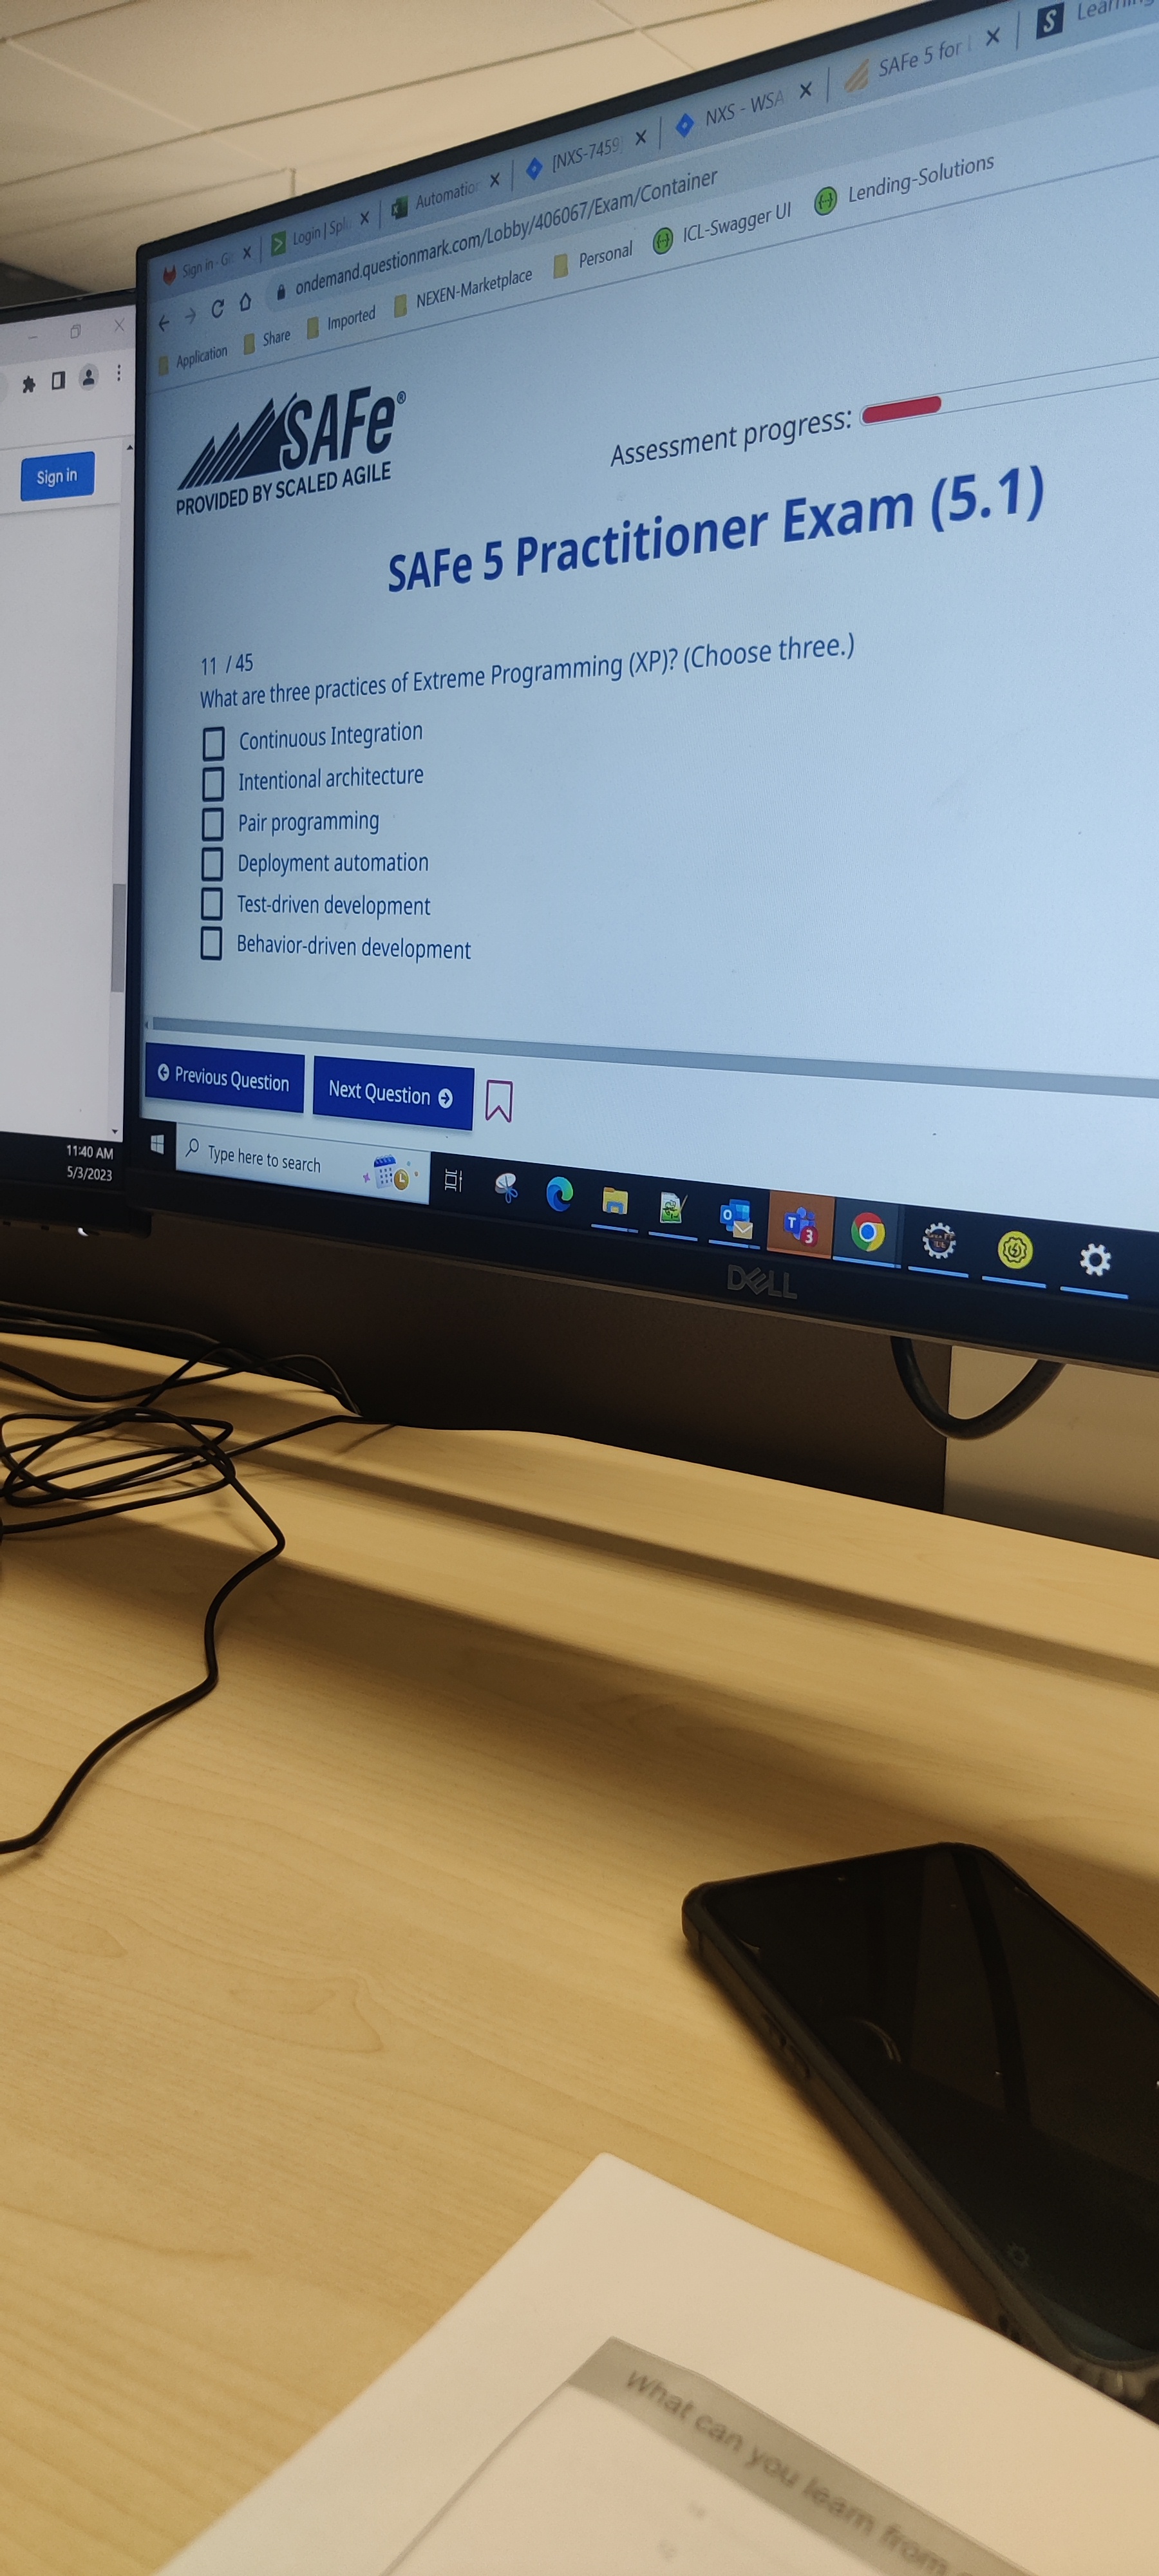 Sign in - Gi
Login | Spl
Automatio
[NXS-7459]
NXS - WSA
SAFe 5 for L
S
Learning
ondemand.questionmark.com/Lobby/406067/Exam/Container
Application
Share
Imported
NEXEN-Marketplace
Personal
ICL-Swagger UI
Lending-Solutions
Sign in
SAFe®
PROVIDED BY SCALED AGILE
Assessment progress:
SAFe 5 Practitioner Exam (5.1)
11 / 45
What are three practices of Extreme Programming (XP)? (Choose three.)
Continuous Integration
Intentional architecture
Pair programming
Deployment automation
Test-driven development
Behavior-driven development
Previous Question
Next Question
11:40 AM
5/3/2023
Type here to search
3
DELL
What can you learn from